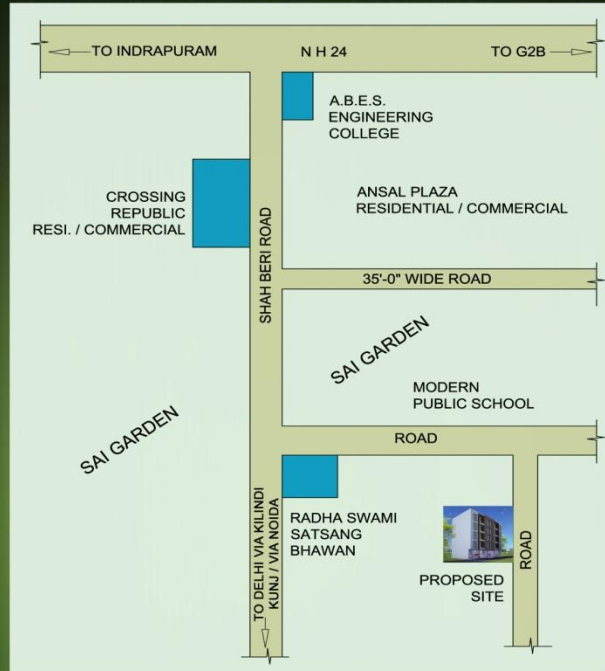 TO INDRAPURAM
N H 24
TO G2B
A.B.E.S.
ENGINEERING
COLLEGE
CROSSING
REPUBLIC
RESI. / COMMERCIAL
ANSAL PLAZA
RESIDENTIAL / COMMERCIAL
SHAH BERI ROAD
35'-0" WIDE ROAD
SAI GARDEN
MODERN
PUBLIC SCHOOL
SAI GARDEN
ROAD
RADHA SWAMI
SATSANG
BHAWAN
TO DELHI VIA KILINDI
KUNJ / VIA NOIDA
ROAD
PROPOSED
SITE